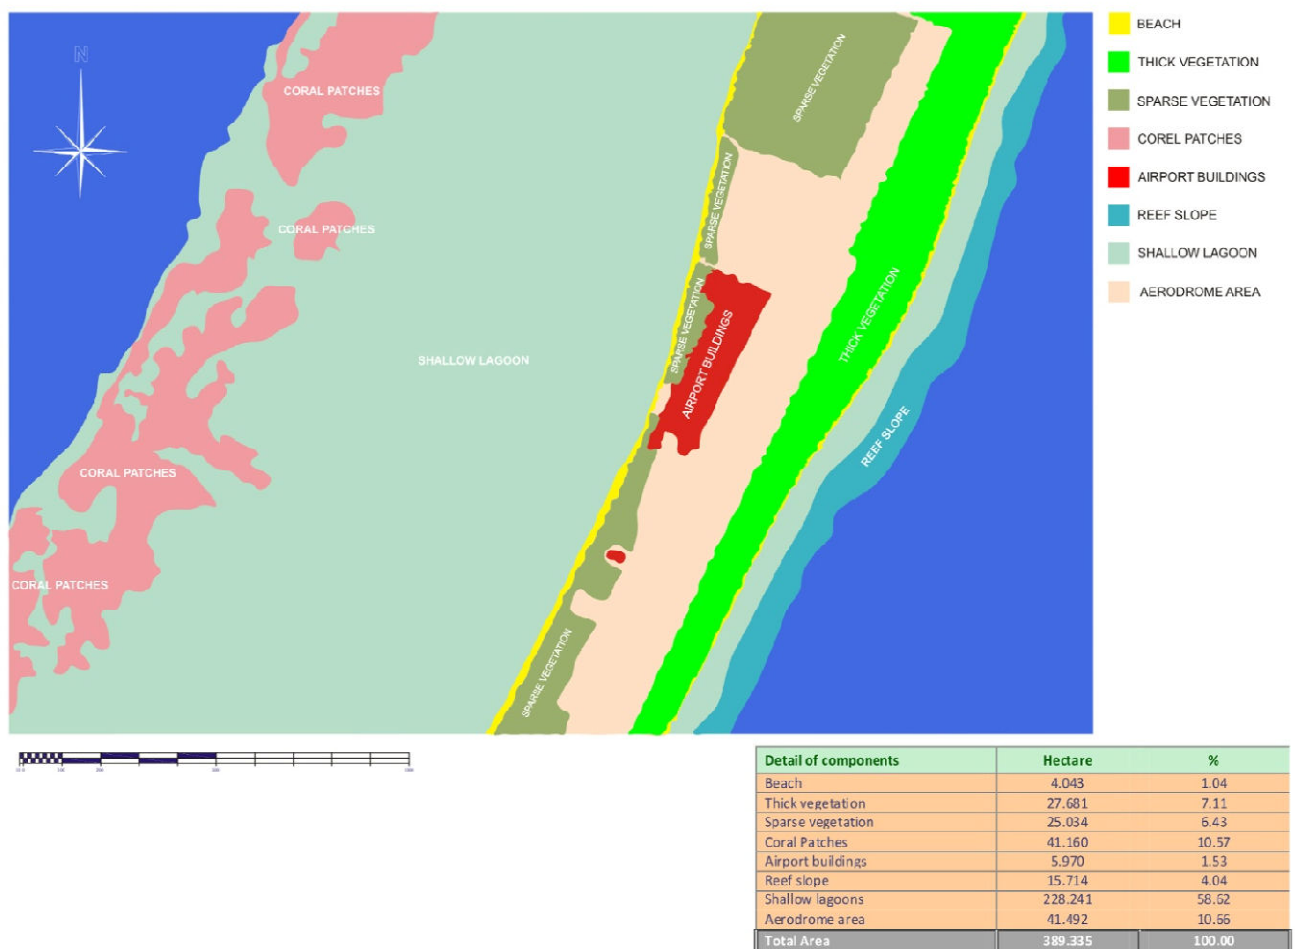 N
CORAL PATCHES
CORAL PATCHES
SHALLOW LAGOON
CORAL PATCHES
CORAL PATCHES
SPARSE VEGETATION
SPARSE VEGETATION
SPARSE VEGETATION
AIRPORT BUILDINGS
THICK VEGETATION
REEF SLOPE
SPARSE VEGETATION
BEACH
THICK VEGETATION
SPARSE VEGETATION
COREL PATCHES
AIRPORT BUILDINGS
REEF SLOPE
SHALLOW LAGOON
AERODROME AREA
Detail of components Hectare %
Beach 4.043 1.04
Thick vegetation 27.681 7.11
Sparse vegetation 25.034 6.43
Coral Patches 41.160 10.57
Airport buildings 5.970 1.53
Reef slope 15.714 4.04
Shallow lagoons 228.241 58.62
Aerodrome area 41.492 10.66
Total Area 389.335 100.00